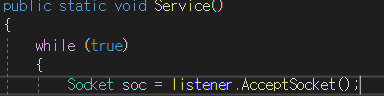 public static void Service()
{
while (true)
{
Socket soc = listener.AcceptSocket();